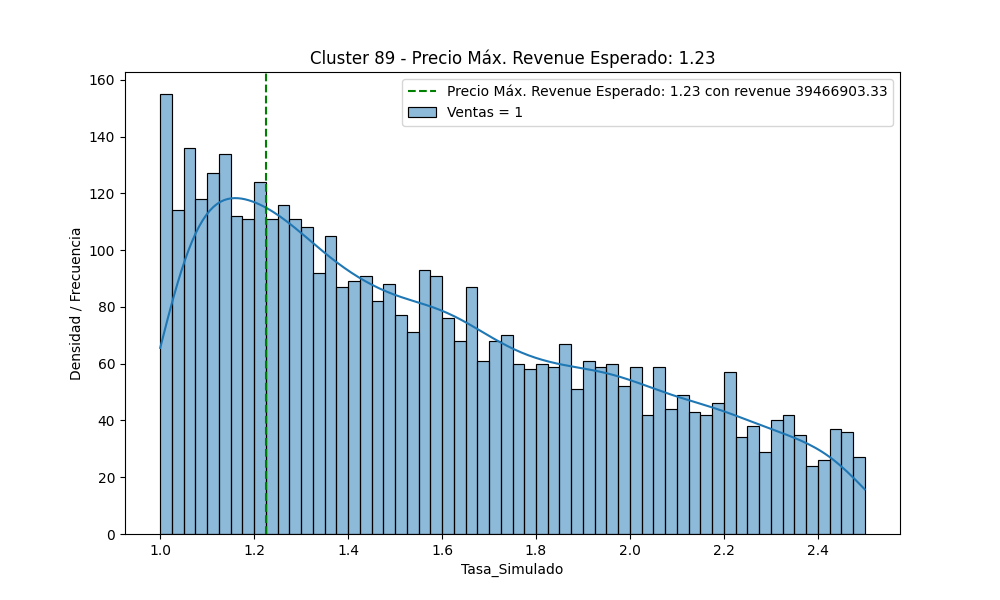 Cluster 89 - Precio Máx. Revenue Esperado: 1.23
Precio Máx. Revenue Esperado: 1.23 con revenue 39466903.33
Ventas = 1
Densidad / Frecuencia
160
140
120
100
80
60
40
20
0
1.0 1.2 1.4 1.6 1.8 2.0 2.2 2.4
Tasa_Simulado